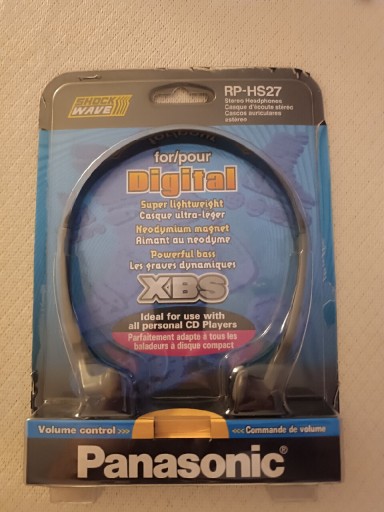 SHOCK WAVE
RP-HS27
Stereo Headphones
Casque d'écoute stéréo
Cascos auriculares
estéreo
for/pour
Digital
Super lightweight
Casque ultra-léger
Neodymium magnet
Aimant au neodyme
Powerful bass
Les graves dynamiques
XBS
Ideal for use with
all personal CD Players
Parfaitement adapté à tous les
baladeurs à disque compact
Volume control >>>
<<< Commande de volume
Panasonic®